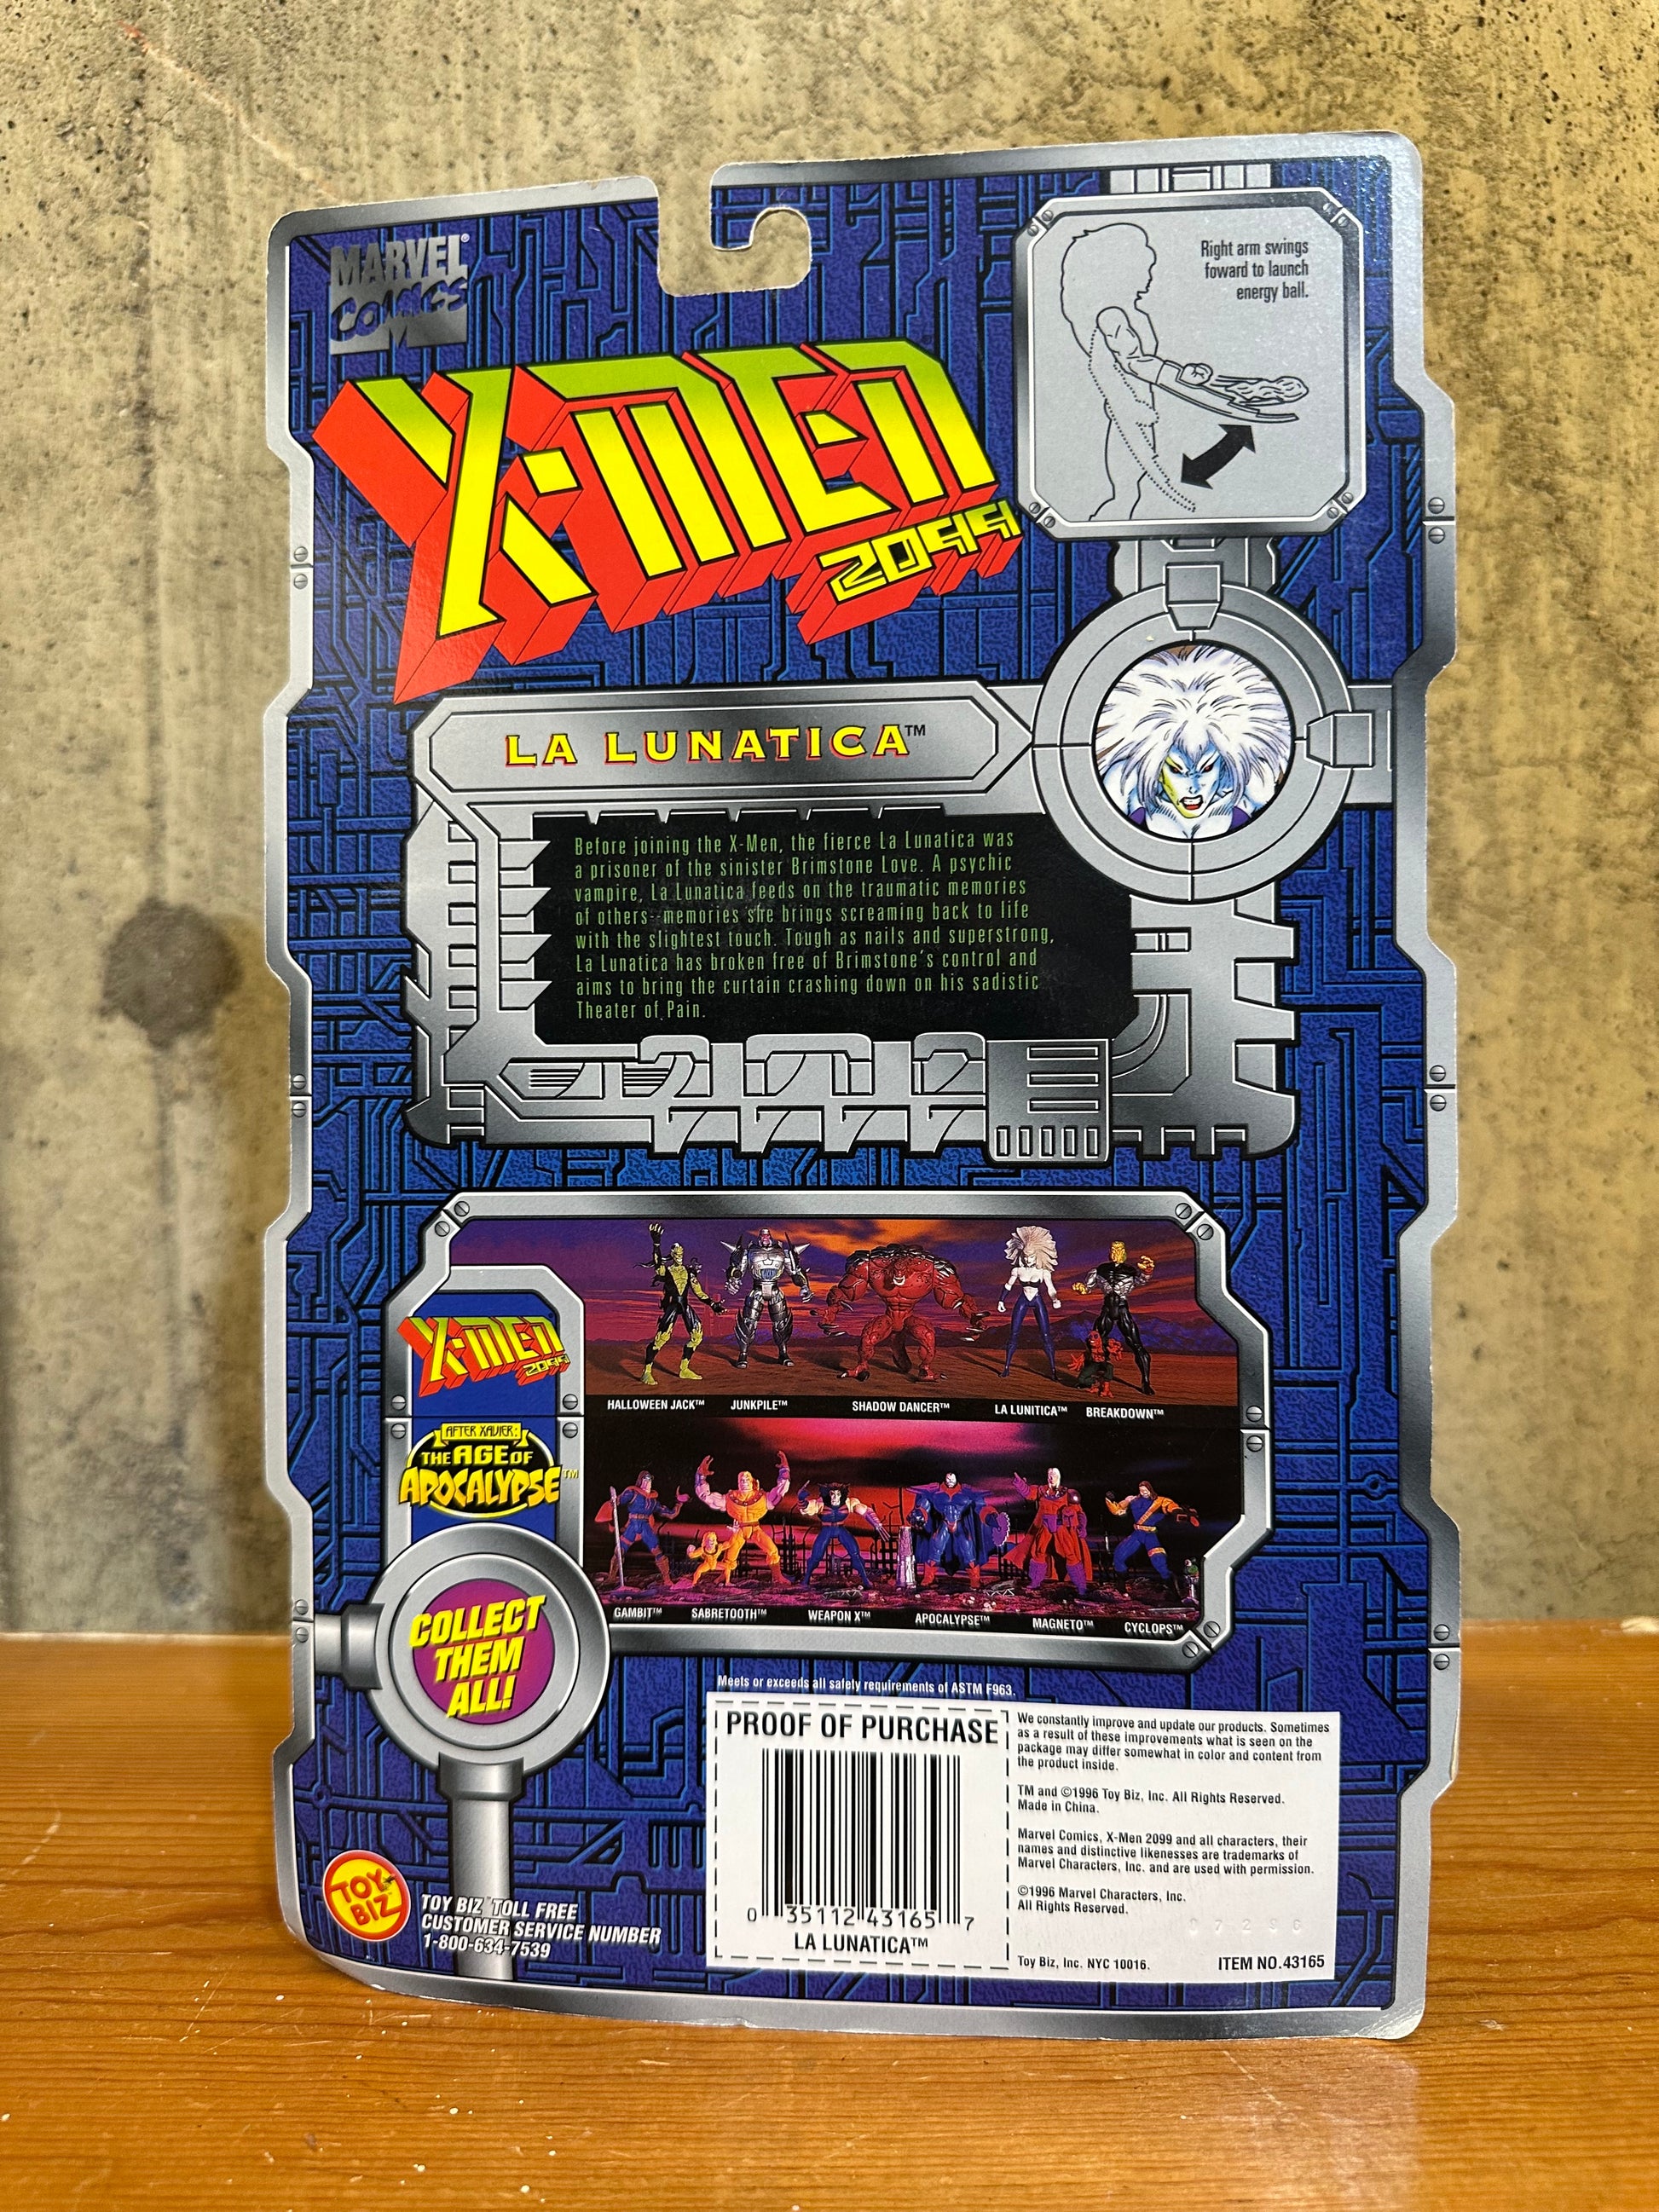 MARVEL®
COMICS
Right arm swings
foward to launch
energy ball.
X-MEN
2099
LA LUNATICA™
Before joining the X-Men, the fierce La Lunatica was
a prisoner of the sinister Brimstone Love. A psychic
vampire, La Lunatica feeds on the traumatic memories
of others--memories she brings screaming back to life
with the slightest touch. Tough as nails and superstrong,
La Lunatica has broken free of Brimstone's control and
aims to bring the curtain crashing down on his sadistic
Theater of Pain.
X-MEN
2099
HALLOWEEN JACK™ JUNKPILE™ SHADOW DANCER™ LA LUNITICA™ BREAKDOWN™
AFTER XAVIER:
THE AGE OF
APOCALYPSE™
GAMBIT™ SABRETOOTH™ WEAPON X™ APOCALYPSE™ MAGNETO™ CYCLOPS™
COLLECT
THEM
ALL!
Meets or exceeds all safety requirements of ASTM F963.
PROOF OF PURCHASE
0 35112 43165 7
LA LUNATICA™
We constantly improve and update our products. Sometimes
as a result of these improvements what is seen on the
package may differ somewhat in color and content from
the product inside.
TM and ©1996 Toy Biz, Inc. All Rights Reserved.
Made in China.
Marvel Comics, X-Men 2099 and all characters, their
names and distinctive likenesses are trademarks of
Marvel Characters, Inc. and are used with permission.
©1996 Marvel Characters, Inc.
All Rights Reserved.
07296
Toy Biz, Inc. NYC 10016. ITEM NO.43165
TOY
BIZ
TOY BIZ TOLL FREE
CUSTOMER SERVICE NUMBER
1-800-634-7539